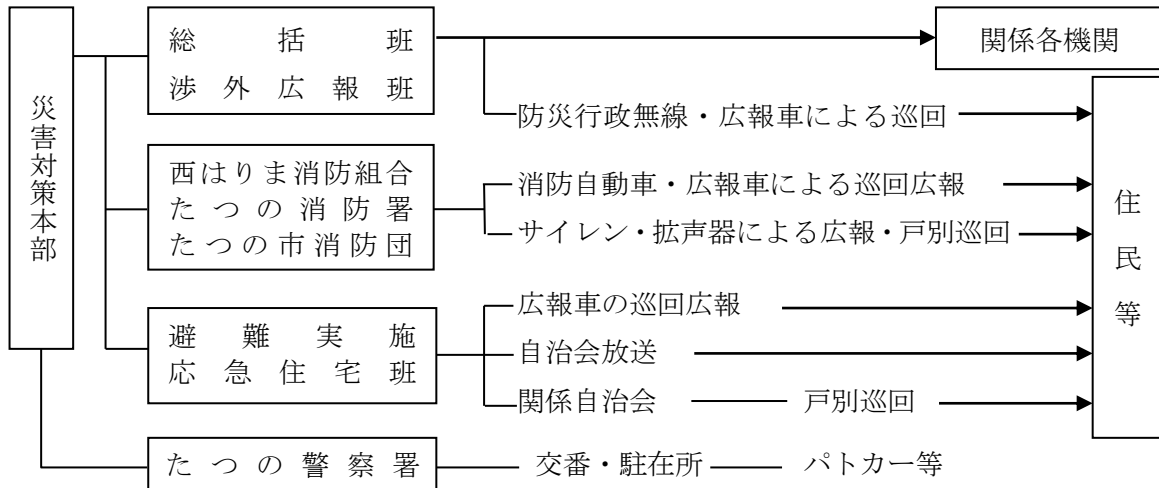 災害対策本部
総括班
渉外広報班
関係各機関
防災行政無線・広報車による巡回
西はりま消防組合
たつの消防署
たつの市消防団
消防自動車・広報車による巡回広報
サイレン・拡声器による広報・戸別巡回
住民等
避難実施
応急住宅班
広報車の巡回広報
自治会放送
関係自治会 戸別巡回
たつの警察署 交番・駐在所 パトカー等